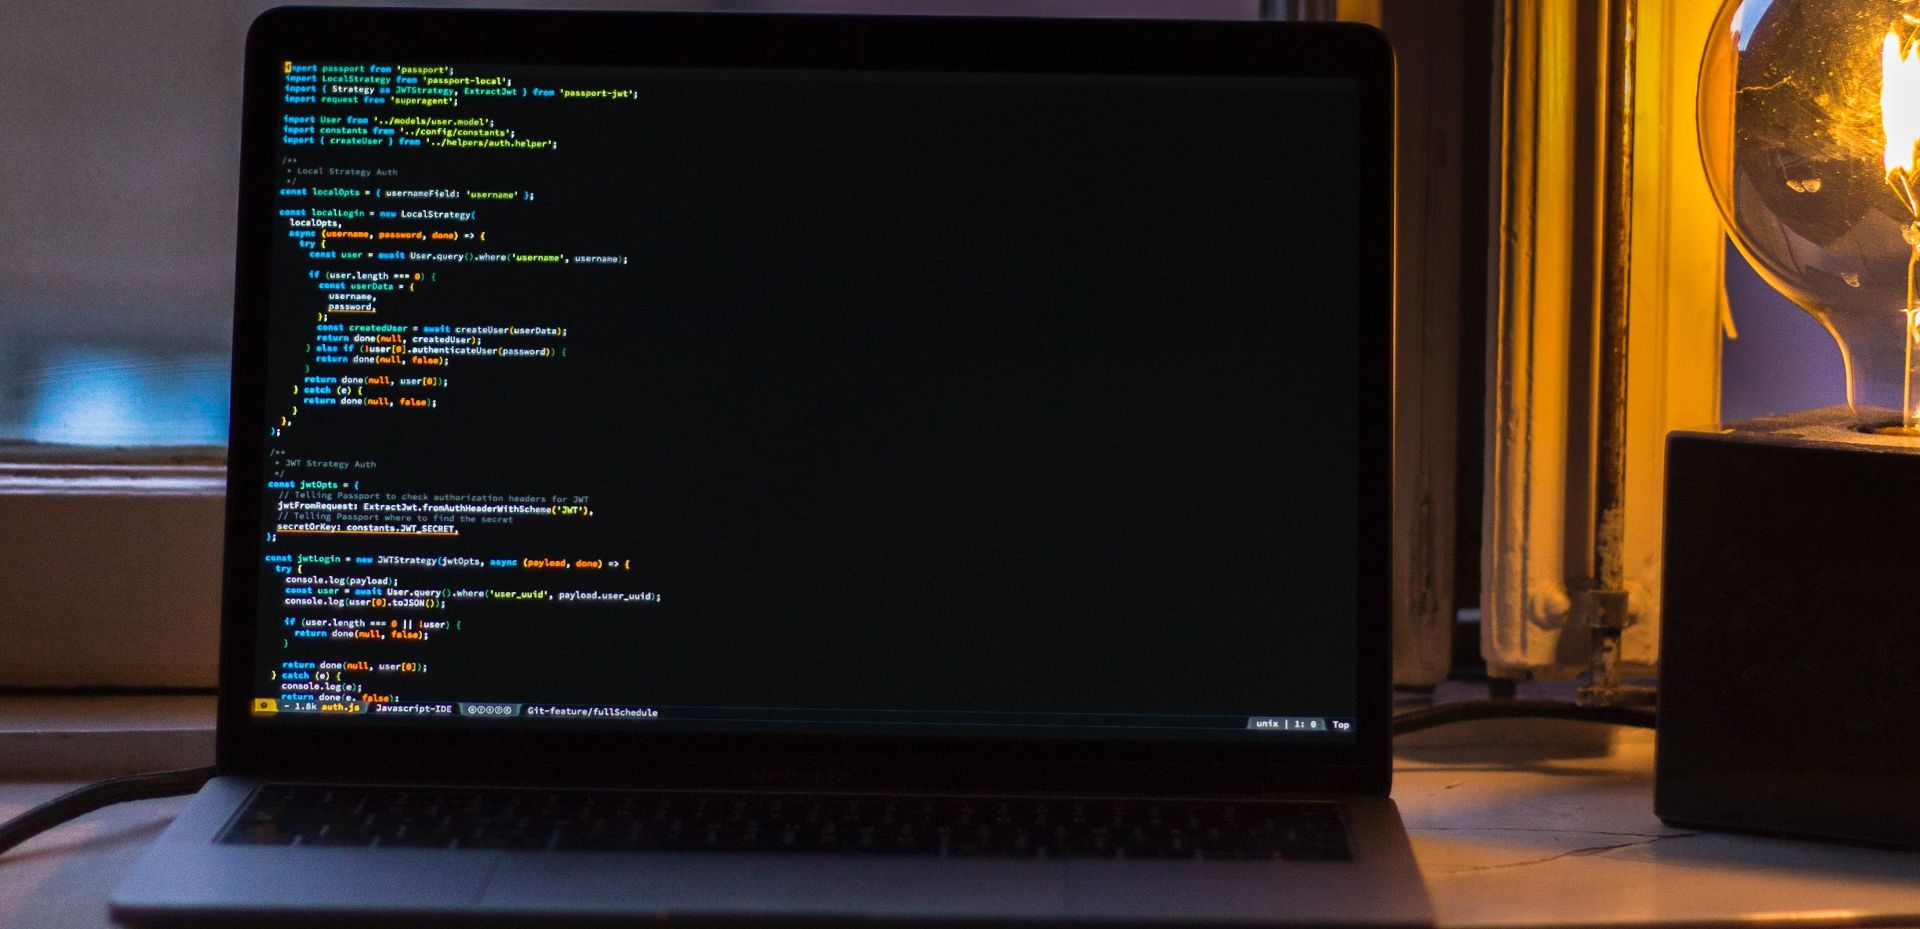 import passport from 'passport';
import LocalStrategy from 'passport-local';
import { Strategy as JWTStrategy, ExtractJwt } from 'passport-jwt';
import request from 'superagent';
import User from '../models/user.model';
import constants from '../config/constants';
import { createUser } from '../helpers/auth.helper';
/**
* Local Strategy Auth
*/
const localOpts = { usernameField: 'username' };
const localLogin = new LocalStrategy(
localOpts,
async (username, password, done) => {
try {
const user = await User.query().where('username', username);
if (user.length === 0) {
const userData = {
username,
password,
};
const createdUser = await createUser(userData);
return done(null, createdUser);
} else if (!user[0].authenticateUser(password)) {
return done(null, false);
}
return done(null, user[0]);
} catch (e) {
return done(null, false);
}
},
);
/**
* JWT Strategy Auth
*/
const jwtOpts = {
// Telling Passport to check authorization headers for JWT
jwtFromRequest: ExtractJwt.fromAuthHeaderWithScheme('JWT'),
// Telling Passport where to find the secret
secretOrKey: constants.JWT_SECRET,
};
const jwtLogin = new JWTStrategy(jwtOpts, async (payload, done) => {
try {
console.log(payload);
const user = await User.query().where('user_uuid', payload.user_uuid);
console.log(user[0].toJSON());
if (user.length === 0 || !user) {
return done(null, false);
}
return done(null, user[0]);
} catch (e) {
console.log(e);
return done(e, false);
- 1.8k auth.js Javascript-IDE Git-feature/fullSchedule unix | 1: 0 Top